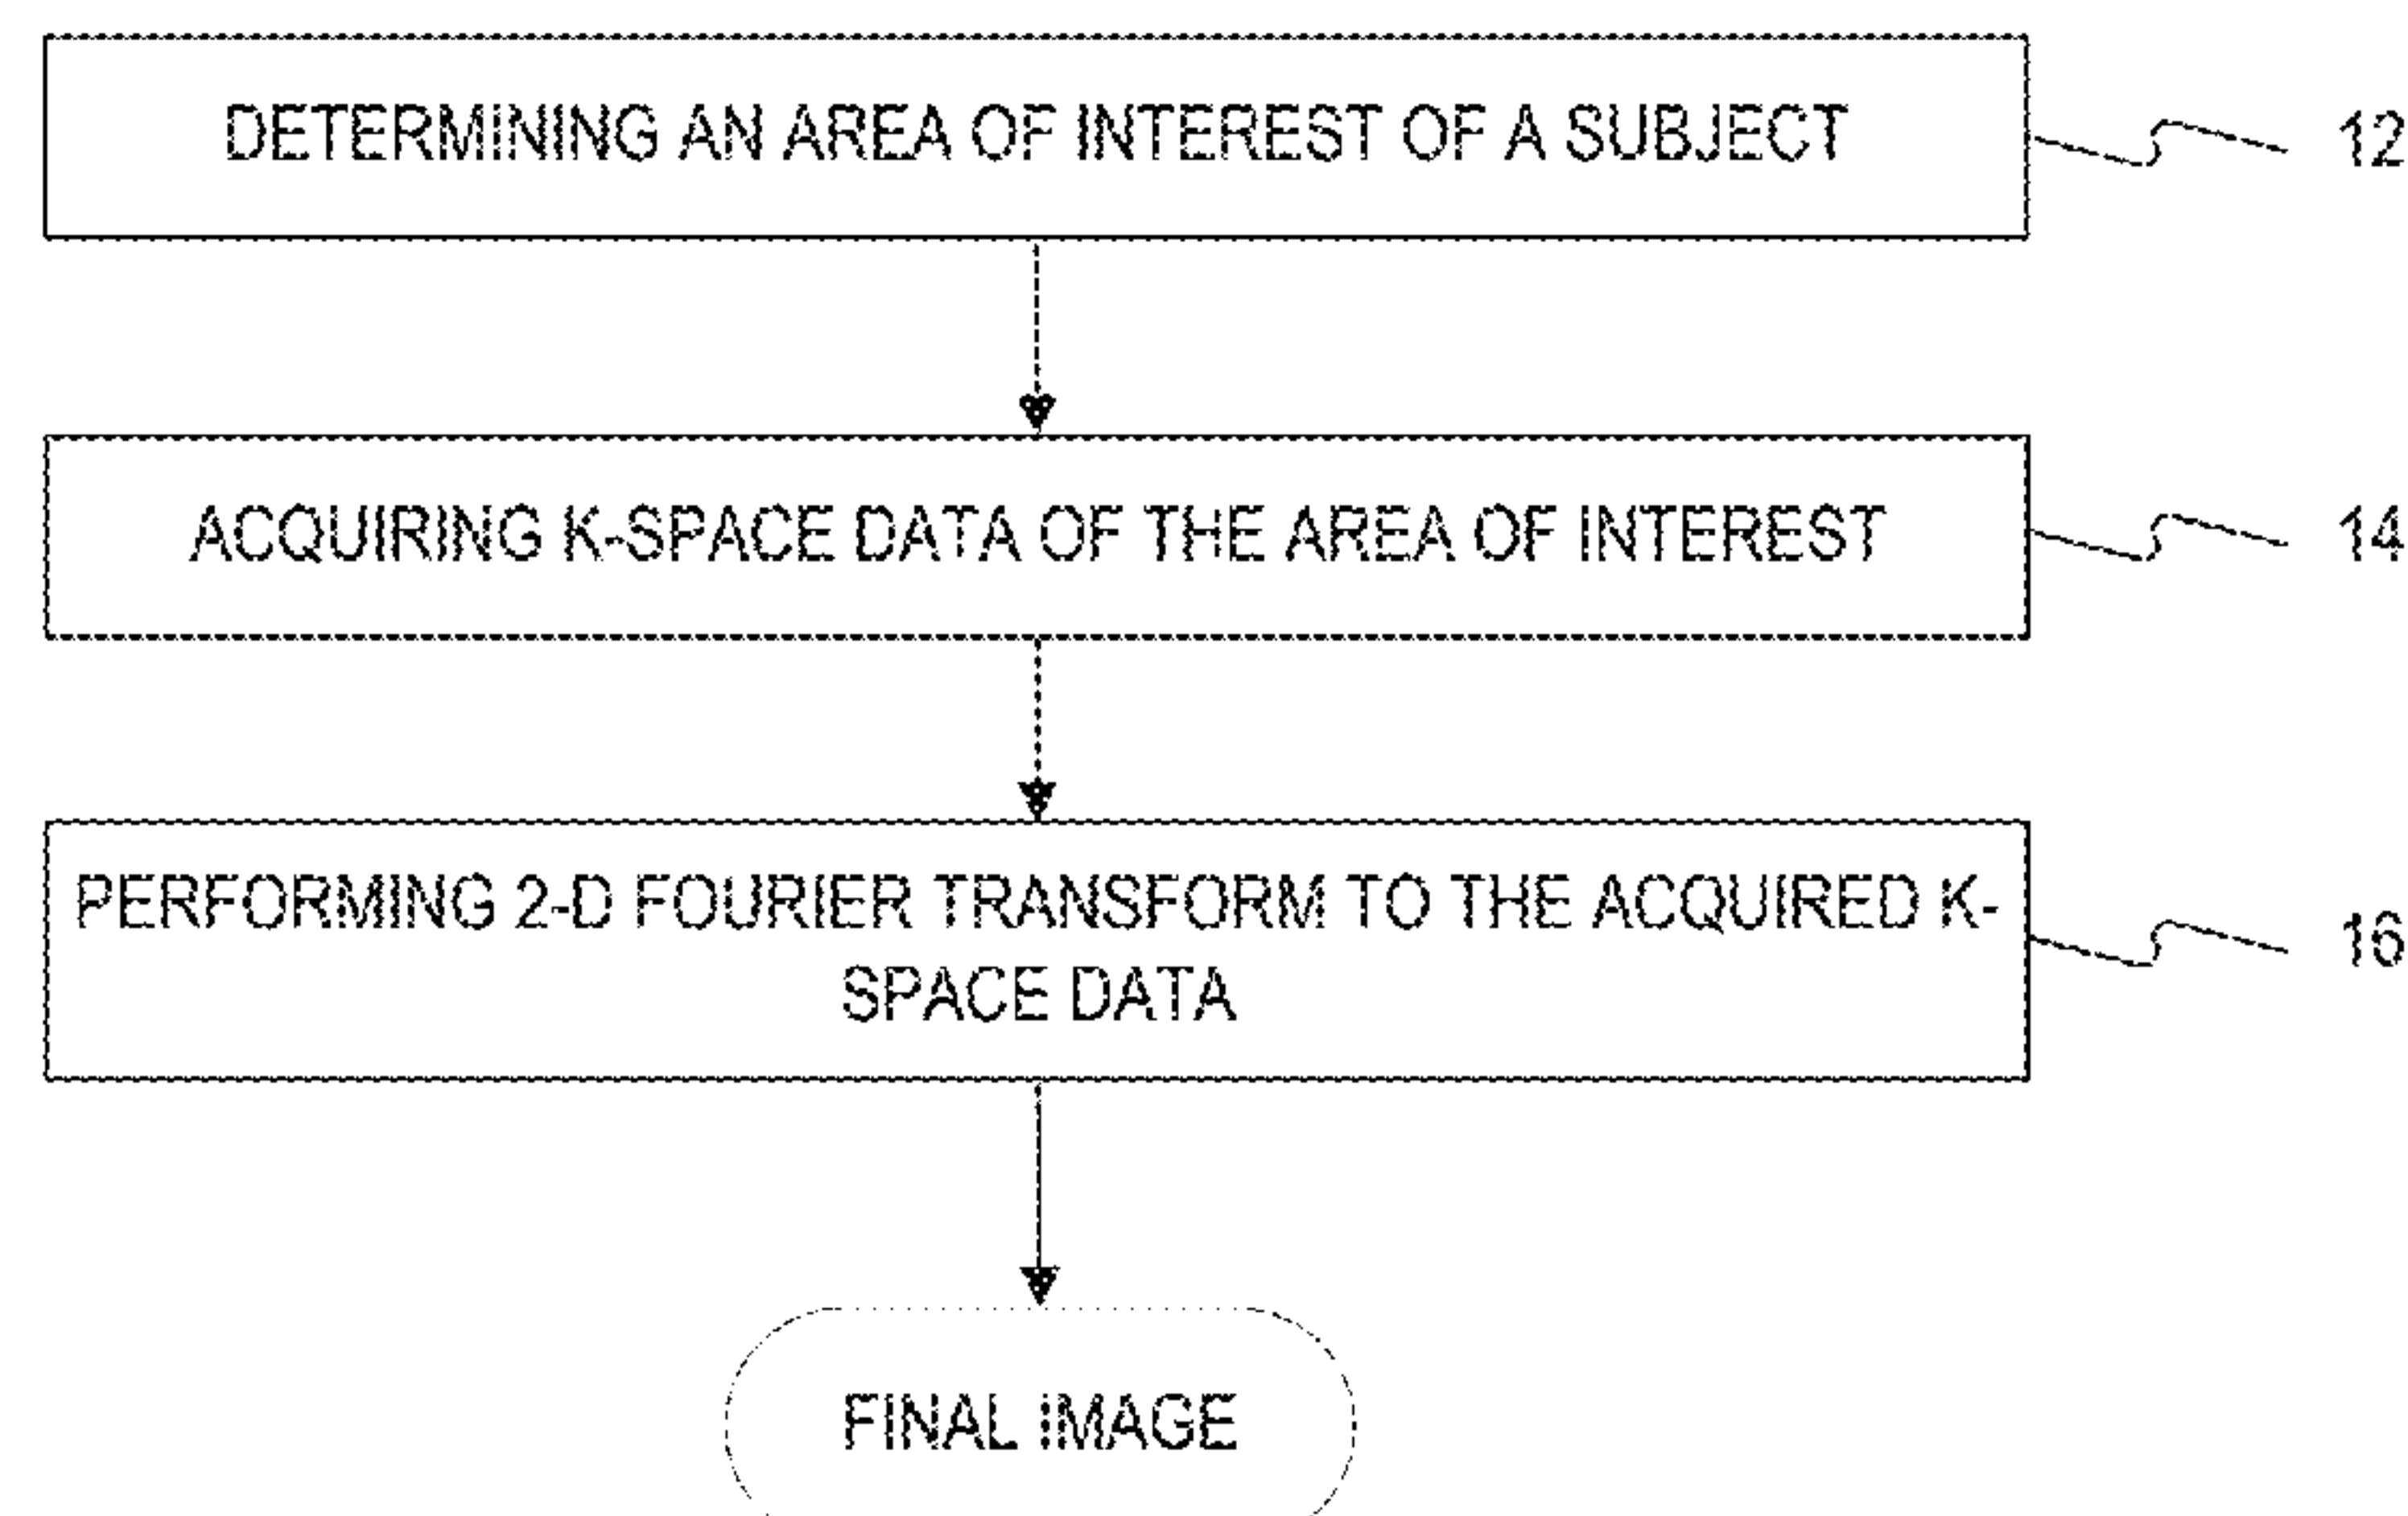 DETERMINING AN AREA OF INTEREST OF A SUBJECT
12
ACQUIRING K-SPACE DATA OF THE AREA OF INTEREST
14
PERFORMING 2-D FOURIER TRANSFORM TO THE ACQUIRED K-
SPACE DATA
16
FINAL IMAGE